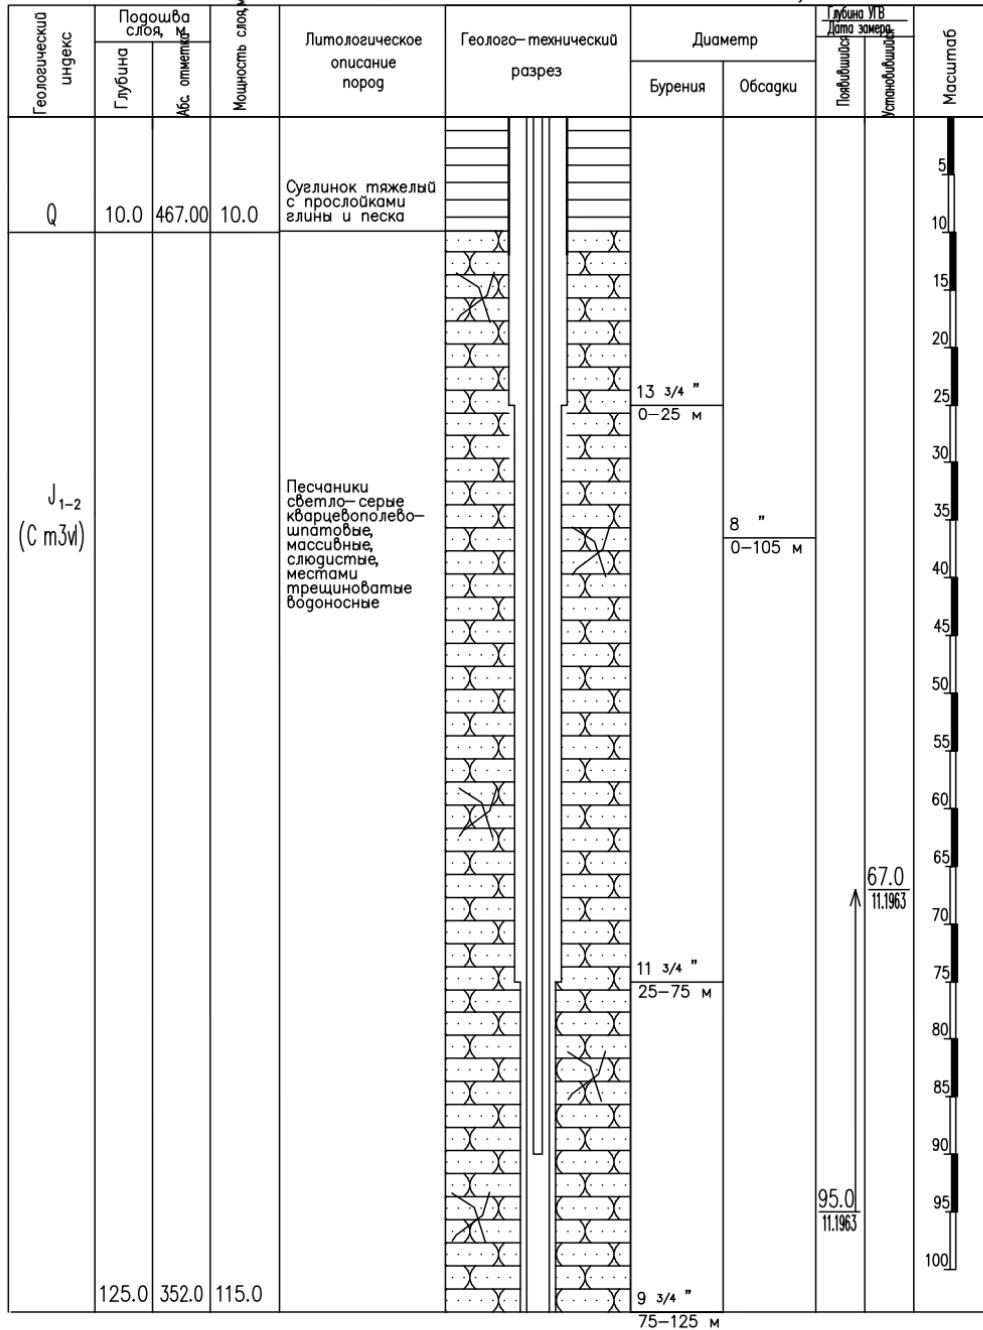 Геологический
индекс
Подошва
слоя, м
Глубина
Абс. отметка
Мощность слоя, м
Литологическое
описание
пород
Геолого-технический
разрез
Диаметр
Бурения
Обсадки
Глубина УГВ
Дата замера
Появившийся
Установившийся
Масштаб
Q
10.0
467.00
10.0
Суглинок тяжелый
с прослойками
глины и песка
5
10
15
20
13 3/4 "
0-25 м
25
30
J1-2
(C m3vl)
Песчаники
светло-серые
кварцевополево-
шпатовые,
массивные,
слюдистые,
местами
трещиноватые
водоносные
8 "
0-105 м
35
40
45
50
55
60
65
67.0
11.1963
70
11 3/4 "
25-75 м
75
80
85
90
95.0
11.1963
95
100
125.0
352.0
115.0
9 3/4 "
75-125 м